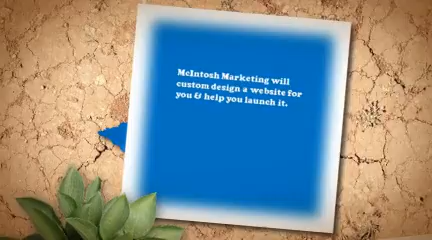 McIntosh Marketing will
custom design a website for
you & help you launch it.